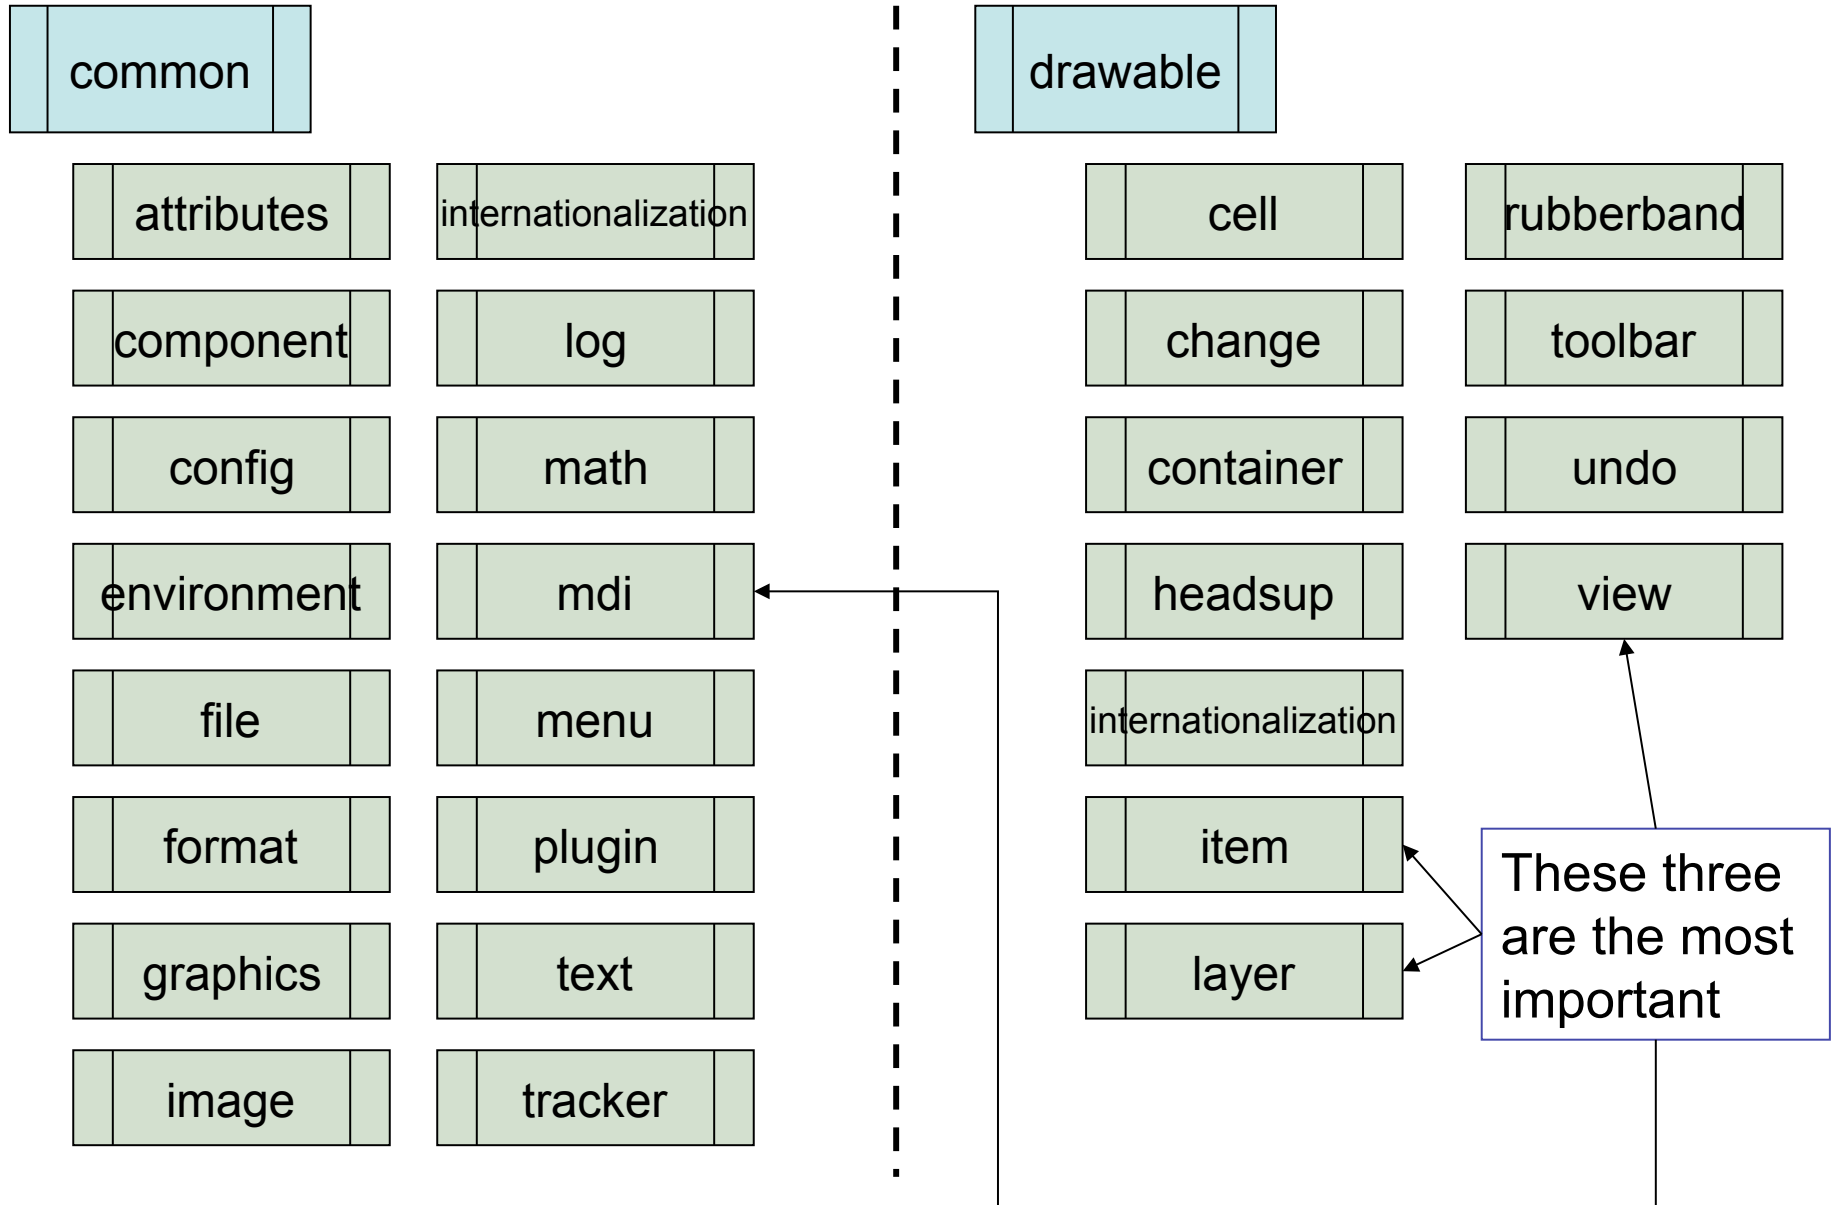 common
attributes
internationalization
component
log
config
math
environment
mdi
file
menu
format
plugin
graphics
text
image
tracker
drawable
cell
rubberband
change
toolbar
container
undo
headsup
view
internationalization
item
layer
These three
are the most
important